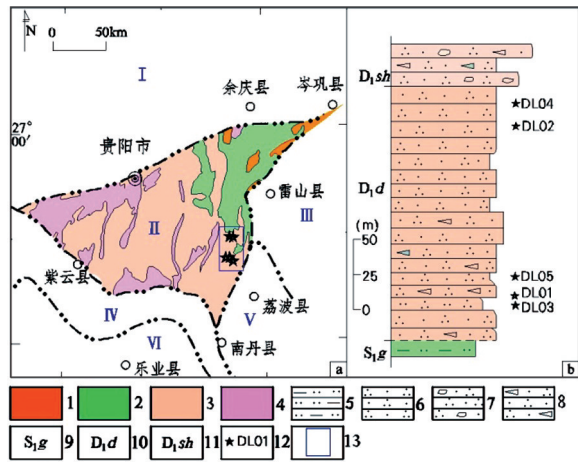 N
0 50km
I
余庆县
岑巩县
27°
00′
贵阳市
雷山县
II
III
紫云县
IV
荔波县
V
VI
南丹县
乐业县
a
D₁sh
★DL04
★DL02
D₁d
(m)
50
25
0
★DL05
★DL01
★DL03
S₁g
b
1 2 3 4 5 6 7 8
S₁g 9 D₁d 10 D₁sh 11 ★DL01 12 13